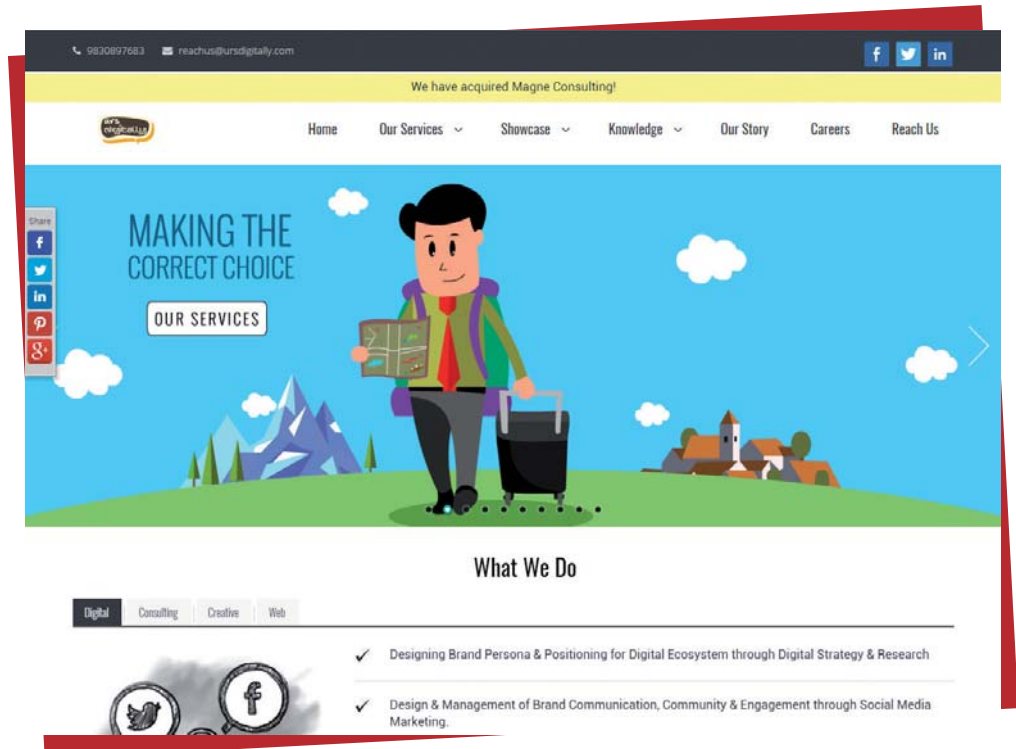 9830897683 reachus@ursdigitally.com
We have acquired Magne Consulting!
urs digitally
Home Our Services Showcase Knowledge Our Story Careers Reach Us
Share
MAKING THE
CORRECT CHOICE
OUR SERVICES
What We Do
Digital Consulting Creative Web
Designing Brand Persona & Positioning for Digital Ecosystem through Digital Strategy & Research
Design & Management of Brand Communication, Community & Engagement through Social Media
Marketing.